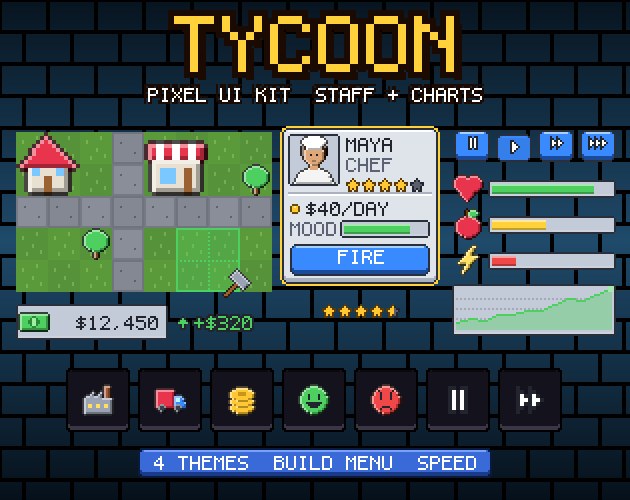 TYCOON
PIXEL UI KIT STAFF + CHARTS
MAYA
CHEF
$40/DAY
MOOD
FIRE
$12,450
+$320
4 THEMES BUILD MENU SPEED